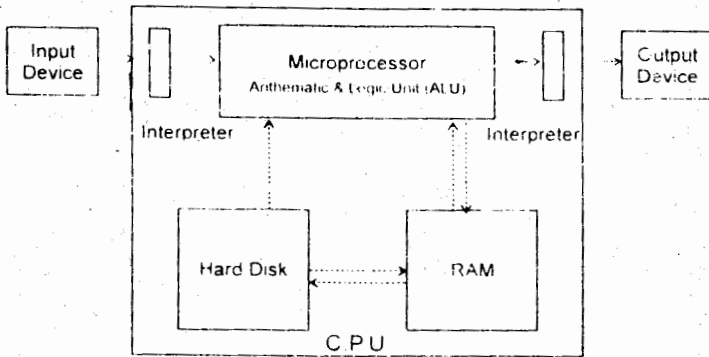 Input
Device
Microprocessor
Arithematic & Logic Unit (ALU)
Output
Device
Interpreter
Interpreter
Hard Disk
RAM
C.P.U